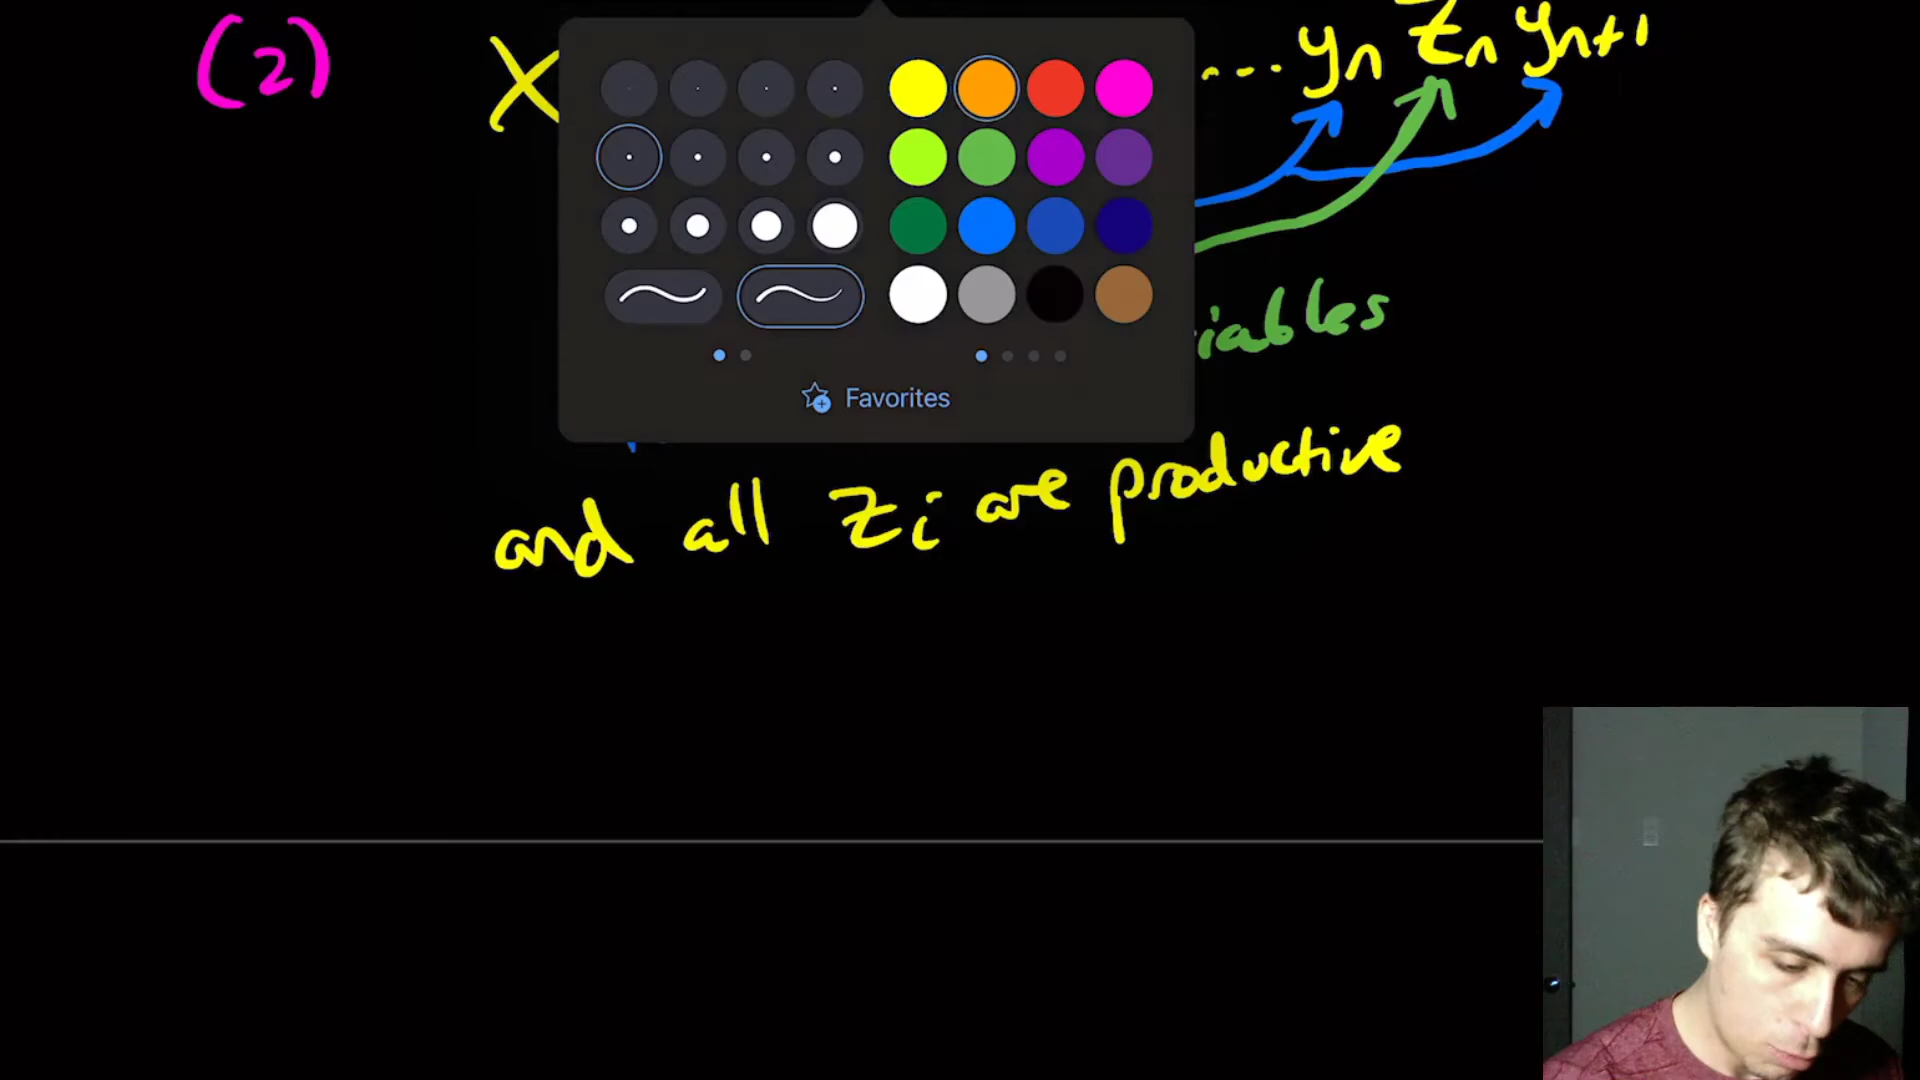 (2) X ... yn zn yn+1
iables
Favorites
and all zi are productive